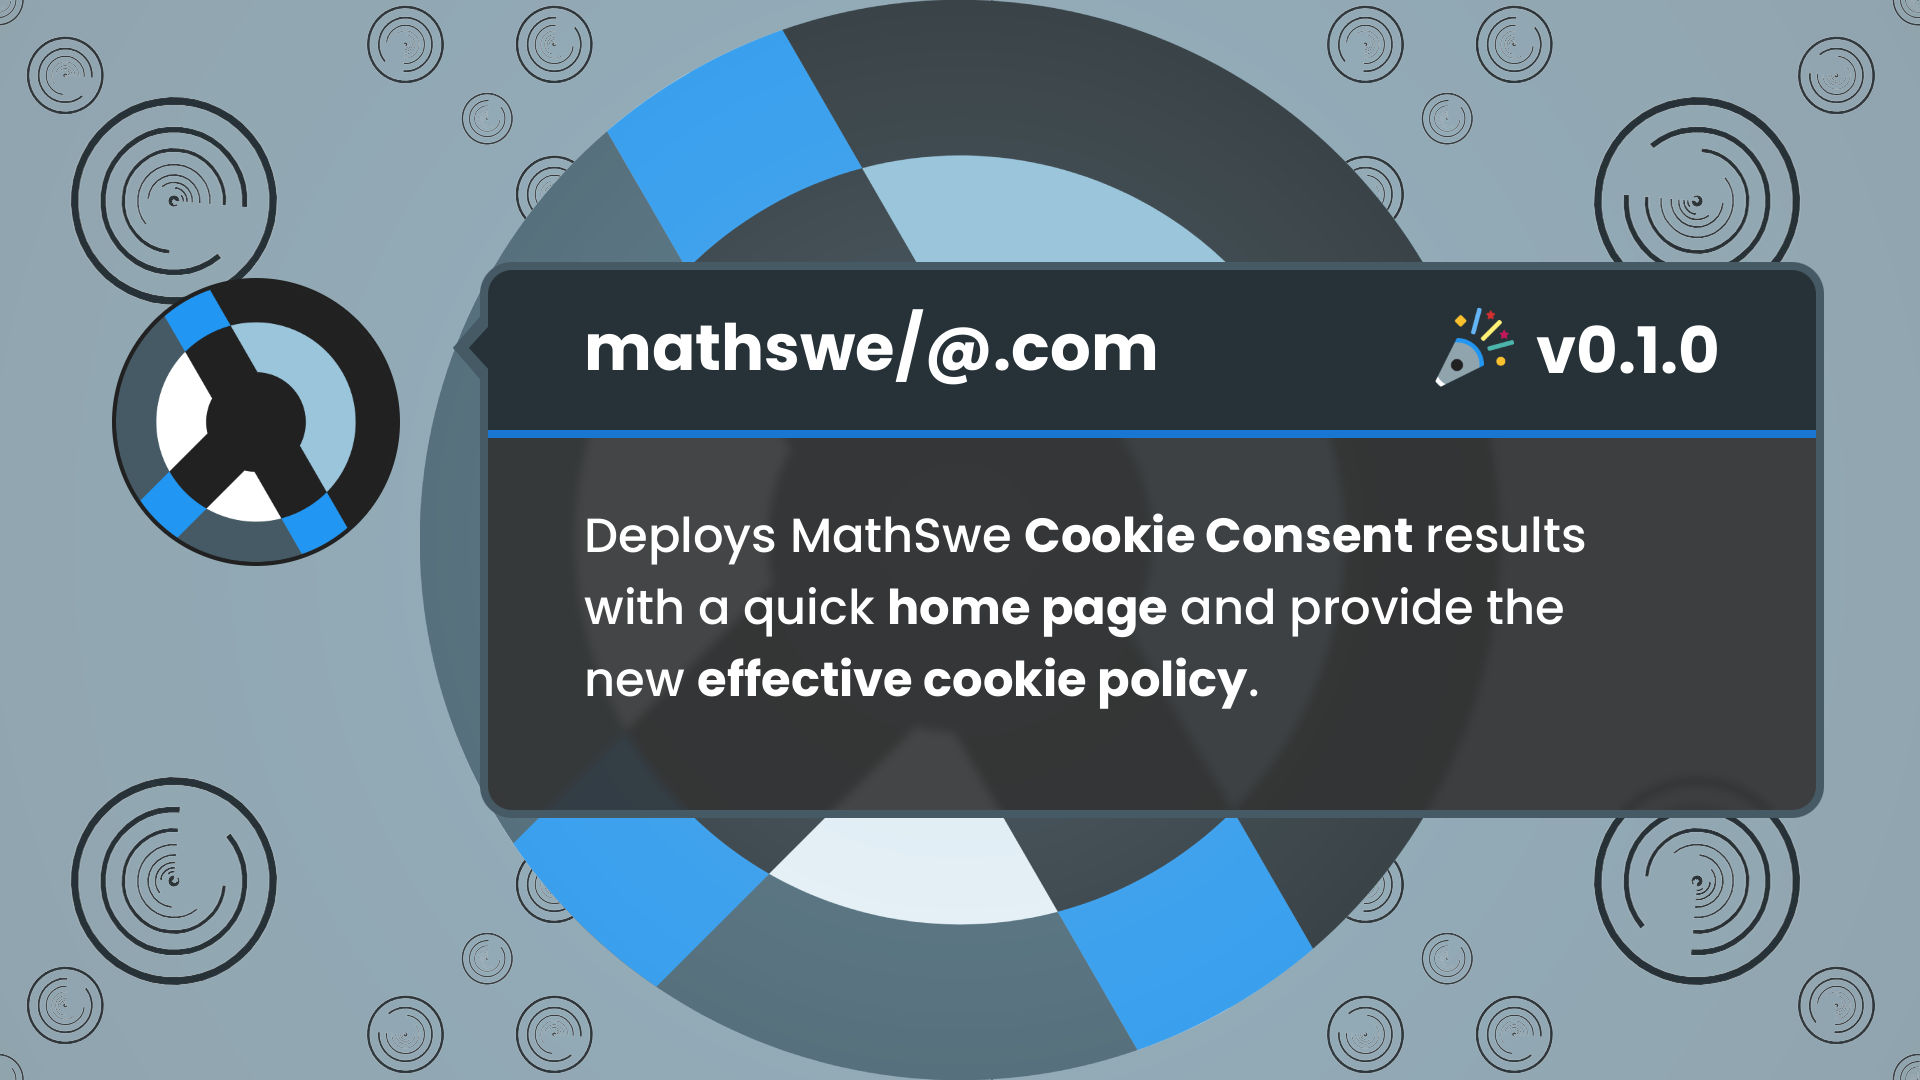 mathswe/@.com
v0.1.0
Deploys MathSwe Cookie Consent results
with a quick home page and provide the
new effective cookie policy.